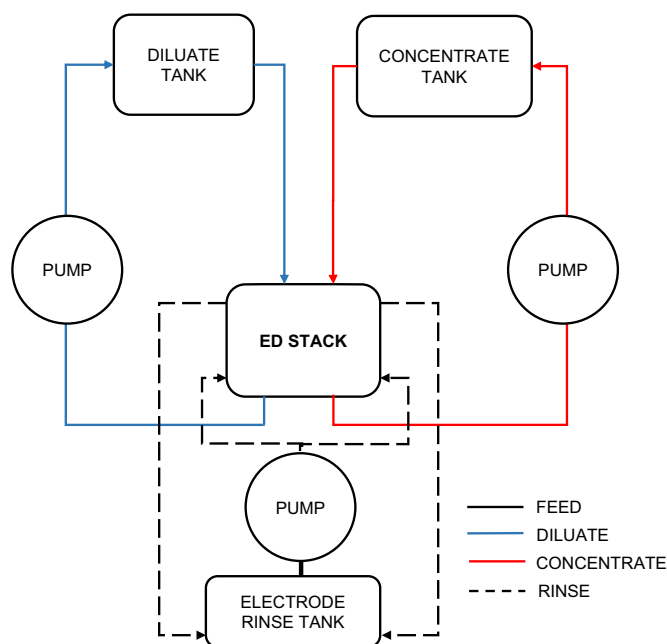 DILUATE
TANK
CONCENTRATE
TANK
PUMP
PUMP
ED STACK
PUMP
ELECTRODE
RINSE TANK
FEED
DILUATE
CONCENTRATE
RINSE